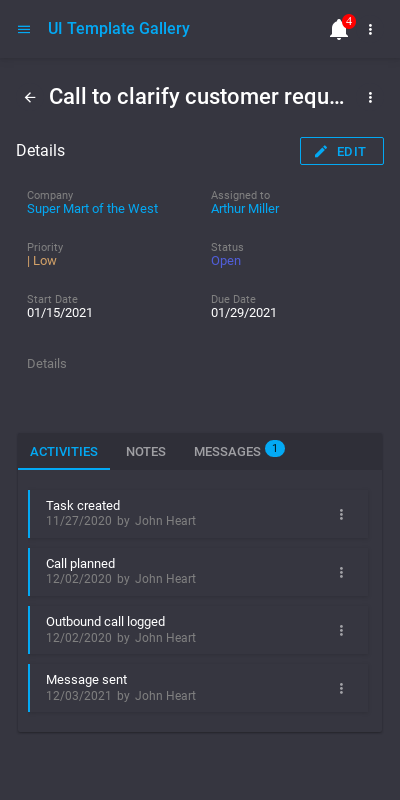 UI Template Gallery
4
Call to clarify customer requ...
Details
EDIT
Company
Super Mart of the West
Assigned to
Arthur Miller
Priority
| Low
Status
Open
Start Date
01/15/2021
Due Date
01/29/2021
Details
ACTIVITIES NOTES MESSAGES 1
Task created
11/27/2020 by John Heart
Call planned
12/02/2020 by John Heart
Outbound call logged
12/02/2020 by John Heart
Message sent
12/03/2021 by John Heart